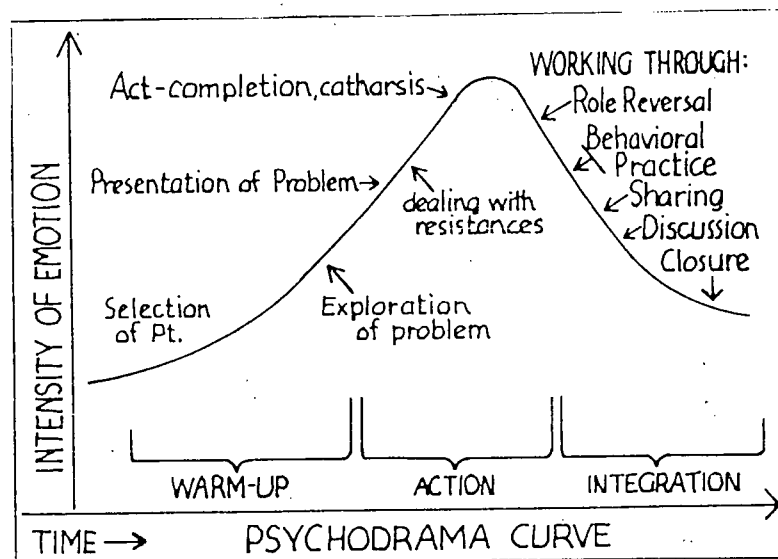 INTENSITY OF EMOTION
Act-completion, catharsis
WORKING THROUGH:
Role Reversal
Behavioral
Practice
Sharing
Discussion
Closure
Presentation of Problem
dealing with
resistances
Selection
of Pt.
Exploration
of problem
WARM-UP
ACTION
INTEGRATION
TIME
PSYCHODRAMA CURVE